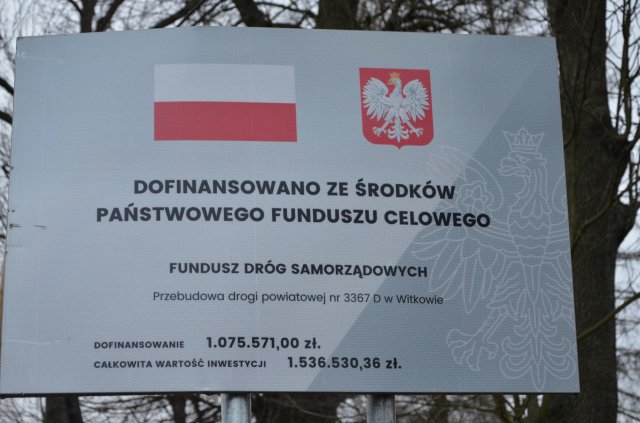 DOFINANSOWANO ZE ŚRODKÓW
PAŃSTWOWEGO FUNDUSZU CELOWEGO
FUNDUSZ DRÓG SAMORZĄDOWYCH
Przebudowa drogi powiatowej nr 3367 D w Witkowie
DOFINANSOWANIE 1.075.571,00 zł.
CAŁKOWITA WARTOŚĆ INWESTYCJI 1.536.530,36 zł.